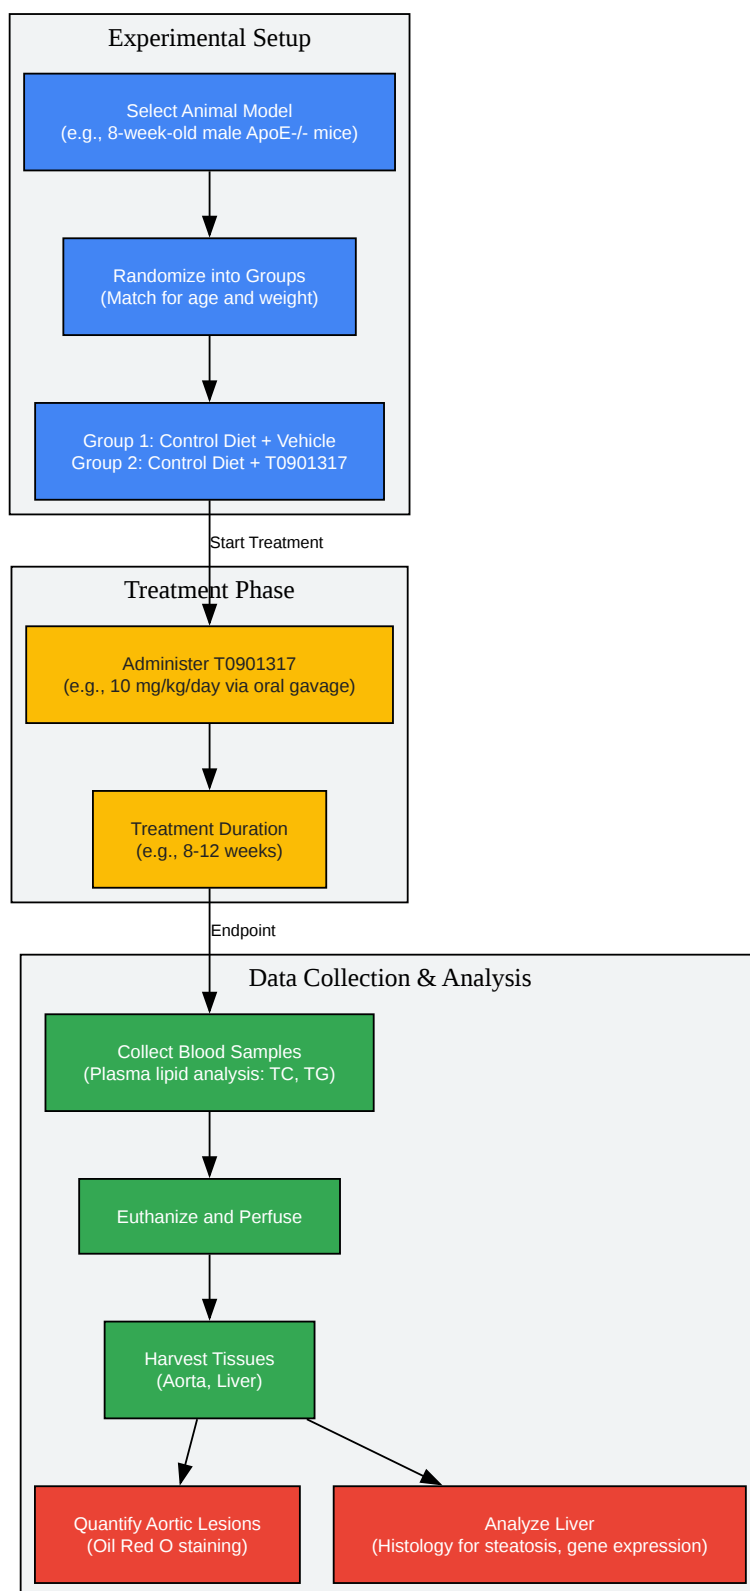 Experimental Setup
Select Animal Model
(e.g., 8-week-old male ApoE-/- mice)
Randomize into Groups
(Match for age and weight)
Group 1: Control Diet + Vehicle
Group 2: Control Diet + T0901317
Start Treatment
Treatment Phase
Administer T0901317
(e.g., 10 mg/kg/day via oral gavage)
Treatment Duration
(e.g., 8-12 weeks)
Endpoint
Data Collection & Analysis
Collect Blood Samples
(Plasma lipid analysis: TC, TG)
Euthanize and Perfuse
Harvest Tissues
(Aorta, Liver)
Quantify Aortic Lesions
(Oil Red O staining)
Analyze Liver
(Histology for steatosis, gene expression)